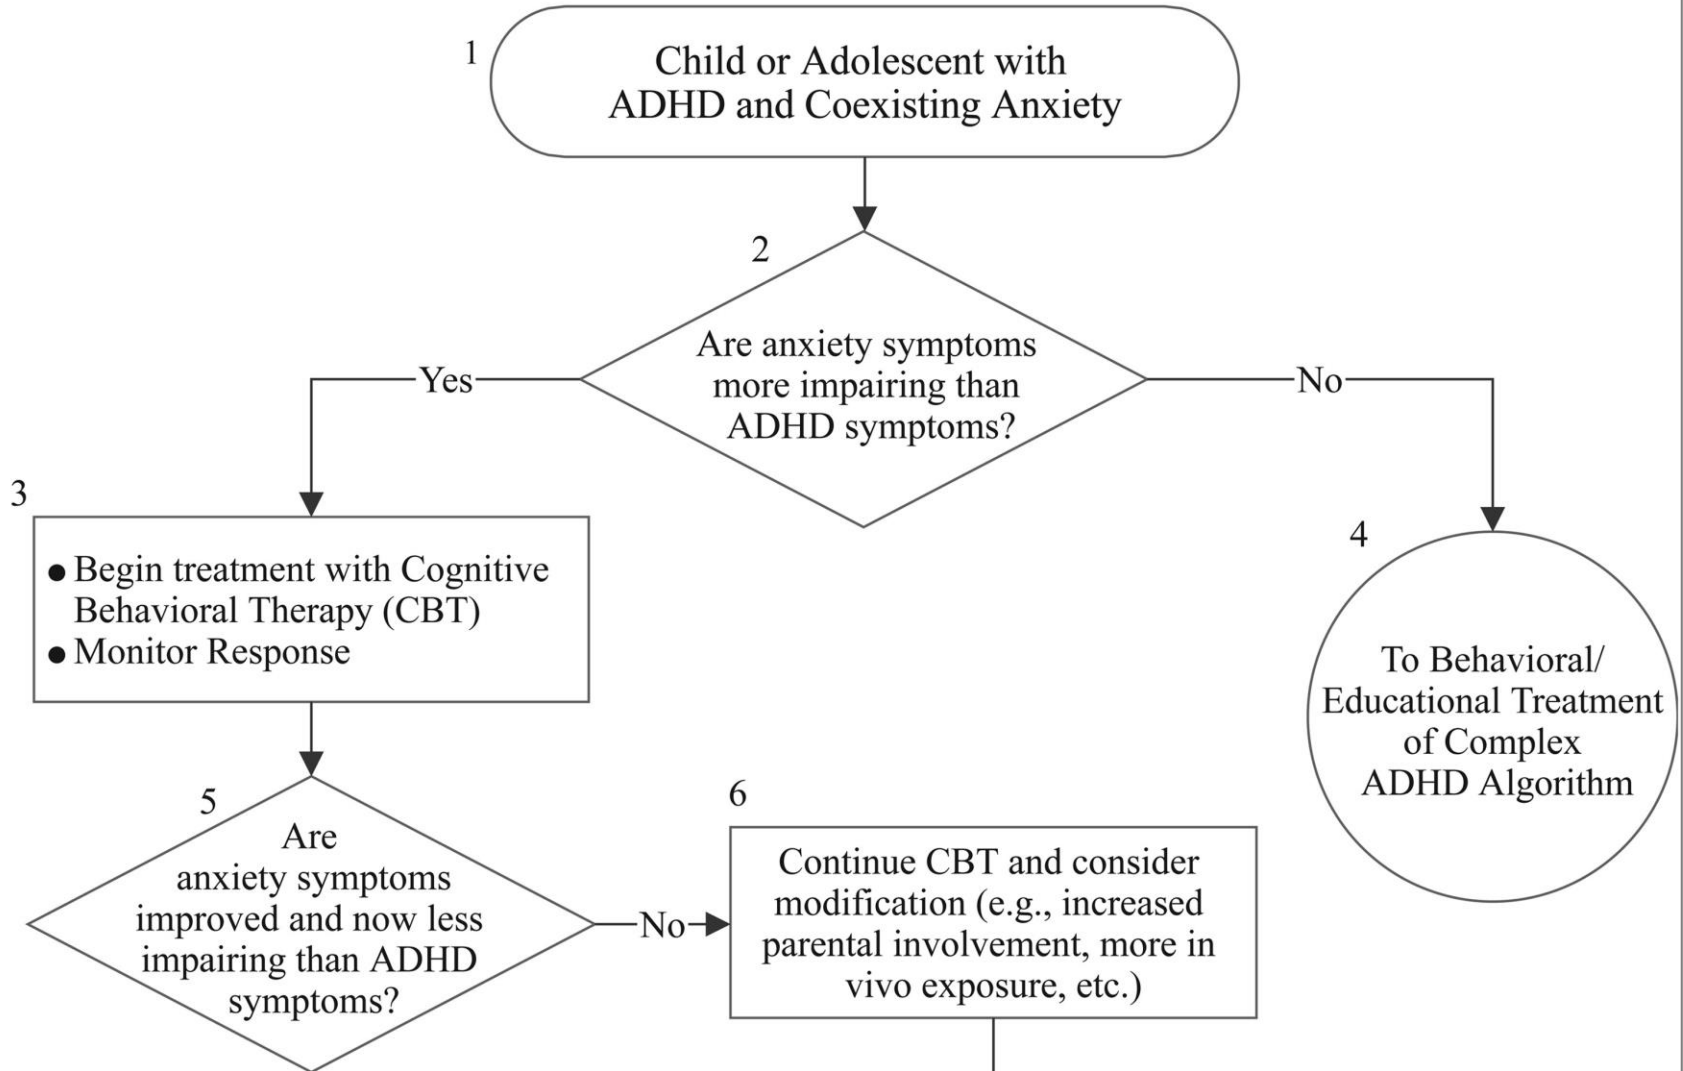 1
Child or Adolescent with
ADHD and Coexisting Anxiety
2
Are anxiety symptoms
more impairing than
ADHD symptoms?
Yes
No
3
● Begin treatment with Cognitive
Behavioral Therapy (CBT)
● Monitor Response
4
To Behavioral/
Educational Treatment
of Complex
ADHD Algorithm
5
Are
anxiety symptoms
improved and now less
impairing than ADHD
symptoms?
No
6
Continue CBT and consider
modification (e.g., increased
parental involvement, more in
vivo exposure, etc.)